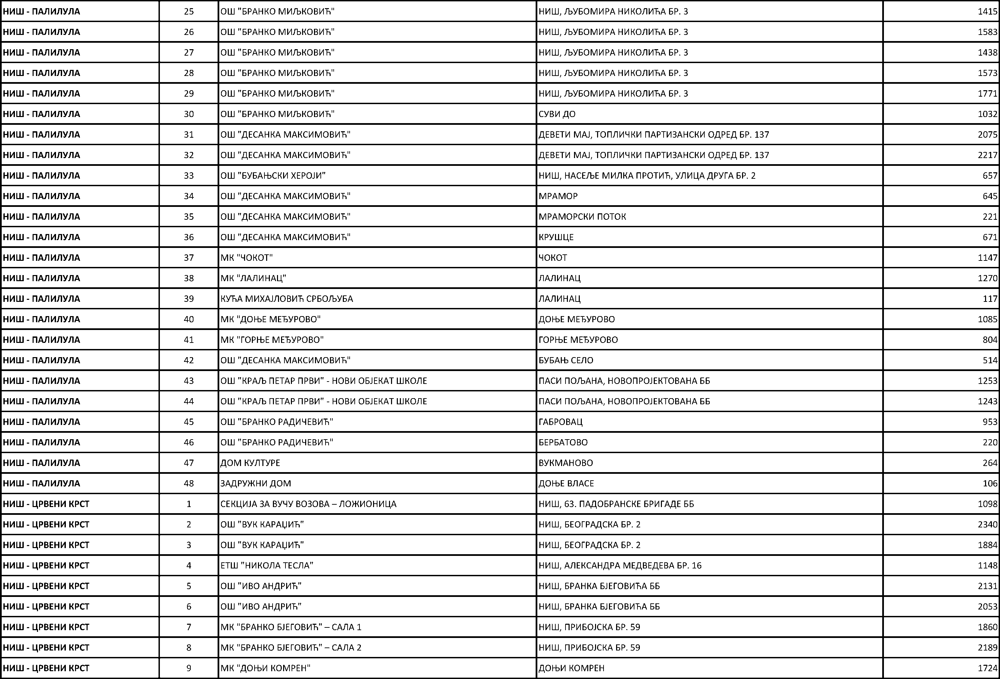 НИШ - ПАЛИЛУЛА 25 ОШ "БРАНКО МИЉКОВИЋ" НИШ, ЉУБОМИРА НИКОЛИЋА БР. 3 1415
НИШ - ПАЛИЛУЛА 26 ОШ "БРАНКО МИЉКОВИЋ" НИШ, ЉУБОМИРА НИКОЛИЋА БР. 3 1583
НИШ - ПАЛИЛУЛА 27 ОШ "БРАНКО МИЉКОВИЋ" НИШ, ЉУБОМИРА НИКОЛИЋА БР. 3 1438
НИШ - ПАЛИЛУЛА 28 ОШ "БРАНКО МИЉКОВИЋ" НИШ, ЉУБОМИРА НИКОЛИЋА БР. 3 1573
НИШ - ПАЛИЛУЛА 29 ОШ "БРАНКО МИЉКОВИЋ" НИШ, ЉУБОМИРА НИКОЛИЋА БР. 3 1771
НИШ - ПАЛИЛУЛА 30 ОШ "БРАНКО МИЉКОВИЋ" СУВИ ДО 1032
НИШ - ПАЛИЛУЛА 31 ОШ "ДЕСАНКА МАКСИМОВИЋ" ДЕВЕТИ МАЈ, ТОПЛИЧКИ ПАРТИЗАНСКИ ОДРЕД БР. 137 2075
НИШ - ПАЛИЛУЛА 32 ОШ "ДЕСАНКА МАКСИМОВИЋ" ДЕВЕТИ МАЈ, ТОПЛИЧКИ ПАРТИЗАНСКИ ОДРЕД БР. 137 2217
НИШ - ПАЛИЛУЛА 33 ОШ "БУБАЊСКИ ХЕРОЈИ" НИШ, НАСЕЉЕ МИЛКА ПРОТИЋ, УЛИЦА ДРУГА БР. 2 657
НИШ - ПАЛИЛУЛА 34 ОШ "ДЕСАНКА МАКСИМОВИЋ" МРАМОР 645
НИШ - ПАЛИЛУЛА 35 ОШ "ДЕСАНКА МАКСИМОВИЋ" МРАМОРСКИ ПОТОК 221
НИШ - ПАЛИЛУЛА 36 ОШ "ДЕСАНКА МАКСИМОВИЋ" КРУШЦЕ 671
НИШ - ПАЛИЛУЛА 37 МК "ЧОКОТ" ЧОКОТ 1147
НИШ - ПАЛИЛУЛА 38 МК "ЛАЛИНАЦ" ЛАЛИНАЦ 1270
НИШ - ПАЛИЛУЛА 39 КУЋА МИХАЈЛОВИЋ СРБОЉУБА ЛАЛИНАЦ 117
НИШ - ПАЛИЛУЛА 40 МК "ДОЊЕ МЕЂУРОВО" ДОЊЕ МЕЂУРОВО 1085
НИШ - ПАЛИЛУЛА 41 МК "ГОРЊЕ МЕЂУРОВО" ГОРЊЕ МЕЂУРОВО 804
НИШ - ПАЛИЛУЛА 42 ОШ "ДЕСАНКА МАКСИМОВИЋ" БУБАЊ СЕЛО 514
НИШ - ПАЛИЛУЛА 43 ОШ "КРАЉ ПЕТАР ПРВИ" - НОВИ ОБЈЕКАТ ШКОЛЕ ПАСИ ПОЉАНА, НОВОПРОЈЕКТОВАНА ББ 1253
НИШ - ПАЛИЛУЛА 44 ОШ "КРАЉ ПЕТАР ПРВИ" - НОВИ ОБЈЕКАТ ШКОЛЕ ПАСИ ПОЉАНА, НОВОПРОЈЕКТОВАНА ББ 1243
НИШ - ПАЛИЛУЛА 45 ОШ "БРАНКО РАДИЧЕВИЋ" ГАБРОВАЦ 953
НИШ - ПАЛИЛУЛА 46 ОШ "БРАНКО РАДИЧЕВИЋ" БЕРБАТОВО 220
НИШ - ПАЛИЛУЛА 47 ДОМ КУЛТУРЕ ВУКМАНОВО 264
НИШ - ПАЛИЛУЛА 48 ЗАДРУЖНИ ДОМ ДОЊЕ ВЛАСЕ 106
НИШ - ЦРВЕНИ КРСТ 1 СЕКЦИЈА ЗА ВУЧУ ВОЗОВА – ЛОЖИОНИЦА НИШ, 63. ПАДОБРАНСКЕ БРИГАДЕ ББ 1098
НИШ - ЦРВЕНИ КРСТ 2 ОШ "ВУК КАРАЏИЋ" НИШ, БЕОГРАДСКА БР. 2 2340
НИШ - ЦРВЕНИ КРСТ 3 ОШ "ВУК КАРАЏИЋ" НИШ, БЕОГРАДСКА БР. 2 1884
НИШ - ЦРВЕНИ КРСТ 4 ЕТШ "НИКОЛА ТЕСЛА" НИШ, АЛЕКСАНДРА МЕДВЕДЕВА БР. 16 1148
НИШ - ЦРВЕНИ КРСТ 5 ОШ "ИВО АНДРИЋ" НИШ, БРАНКА БЈЕГОВИЋА ББ 2131
НИШ - ЦРВЕНИ КРСТ 6 ОШ "ИВО АНДРИЋ" НИШ, БРАНКА БЈЕГОВИЋА ББ 2053
НИШ - ЦРВЕНИ КРСТ 7 МК "БРАНКО БЈЕГОВИЋ" – САЛА 1 НИШ, ПРИБОЈСКА БР. 59 1860
НИШ - ЦРВЕНИ КРСТ 8 МК "БРАНКО БЈЕГОВИЋ" – САЛА 2 НИШ, ПРИБОЈСКА БР. 59 2189
НИШ - ЦРВЕНИ КРСТ 9 МК "ДОЊИ КОМРЕН" ДОЊИ КОМРЕН 1724